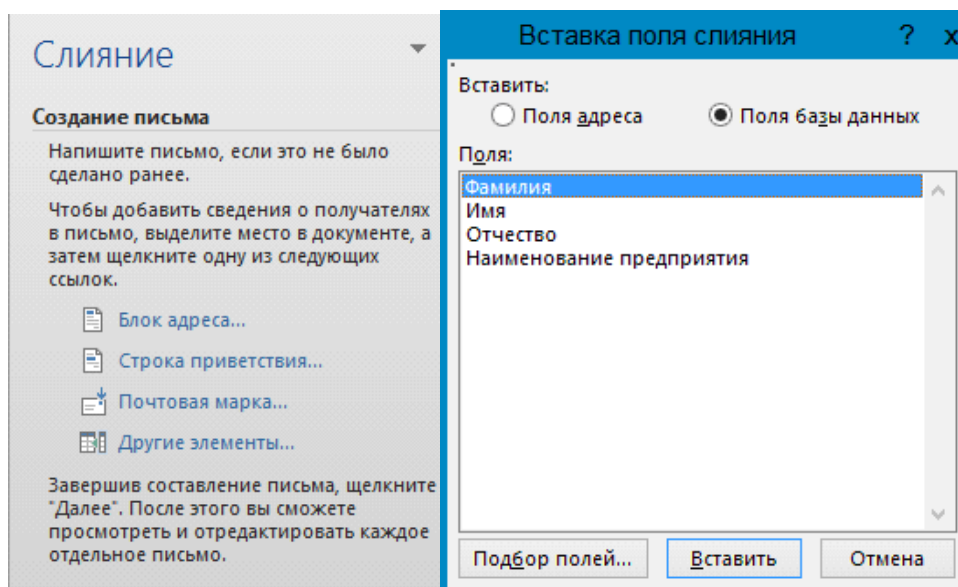 Слияние
Создание письма
Напишите письмо, если это не было
сделано ранее.
Чтобы добавить сведения о получателях
в письмо, выделите место в документе, а
затем щелкните одну из следующих
ссылок.
Блок адреса...
Строка приветствия...
Почтовая марка...
Другие элементы...
Завершив составление письма, щелкните
"Далее". После этого вы сможете
просмотреть и отредактировать каждое
отдельное письмо.
Вставка поля слияния ? x
Вставить:
Поля адреса Поля базы данных
Поля:
Фамилия
Имя
Отчество
Наименование предприятия
Подбор полей... Вставить Отмена